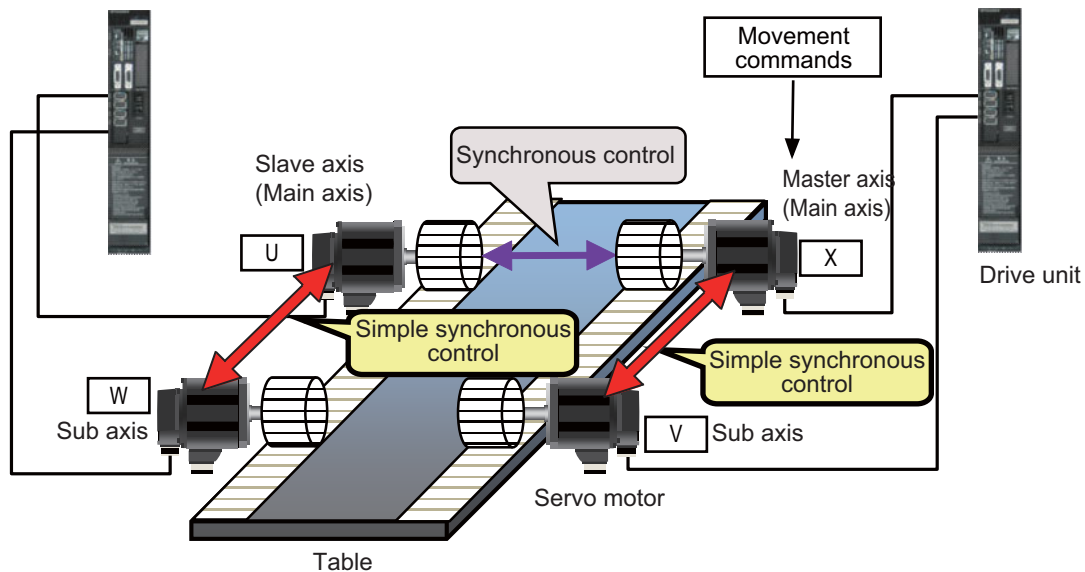 Movement
commands
Synchronous control
Slave axis
(Main axis)
Master axis
(Main axis)
U
X
Drive unit
Simple synchronous
control
Simple synchronous
control
W
Sub axis
V
Sub axis
Servo motor
Table